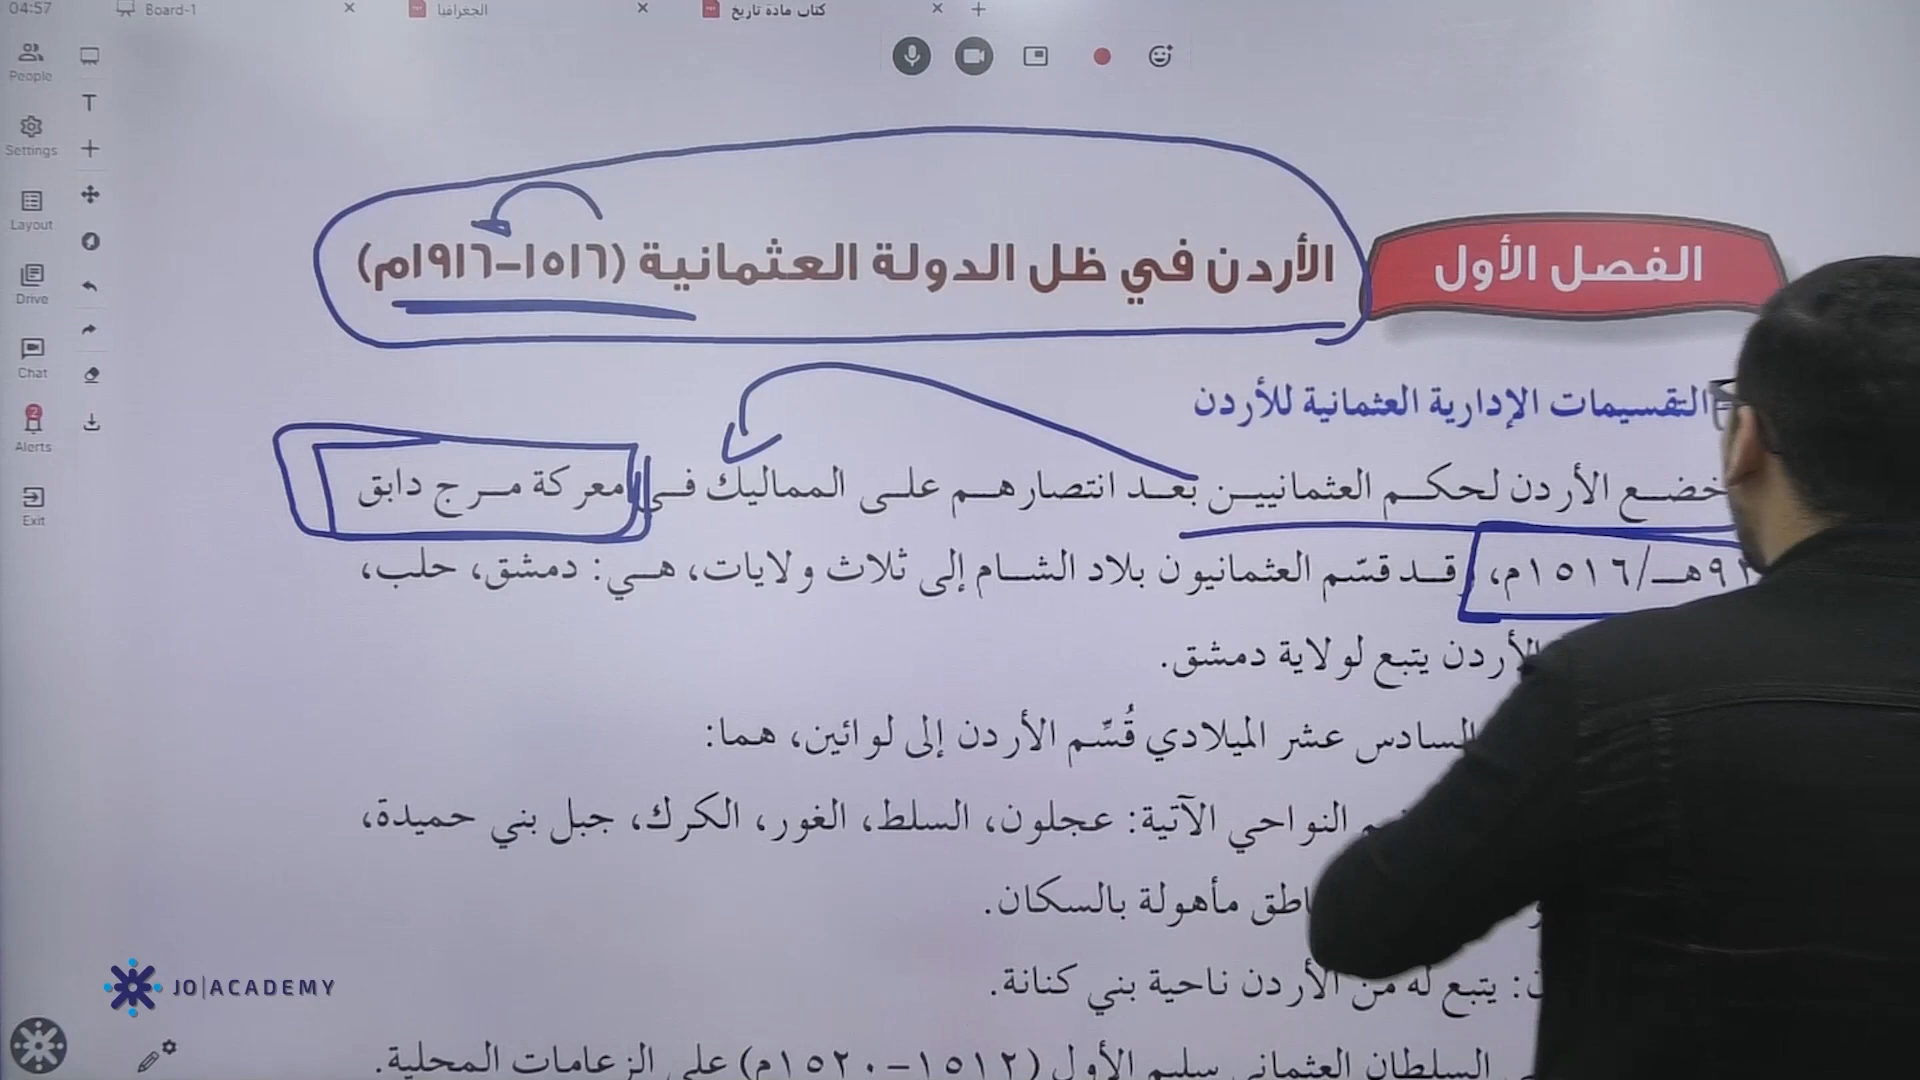 04:57
Board-1
الجغرافيا
كتاب مادة تاريخ
People
Settings
Layout
Drive
Chat
2
Alerts
Exit
الفصل الأول
الأردن في ظل الدولة العثمانية (١٥١٦-١٩١٦م)
التقسيمات الإدارية العثمانية للأردن
خضع الأردن لحكم العثمانيين بعد انتصارهم على المماليك في معركة مرج دابق
هـ/١٥١٦م، قد قسّم العثمانيون بلاد الشام إلى ثلاث ولايات، هي: دمشق، حلب،
الأردن يتبع لولاية دمشق.
السادس عشر الميلادي قُسِّم الأردن إلى لوائين، هما:
النواحي الآتية: عجلون، السلط، الغور، الكرك، جبل بني حميدة،
مأهولة بالسكان.
يتبع له من الأردن ناحية بني كنانة.
السلطان العثماني سليم الأول (١٥١٢-١٥٢٠م) على الزعامات المحلية.
JO|ACADEMY